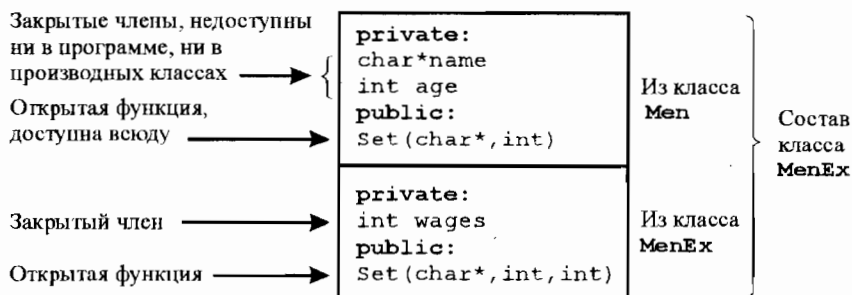 Закрытые члены, недоступны
ни в программе, ни в
производных классах
Открытая функция,
доступна всюду
Закрытый член
Открытая функция
private:
char*name
int age
public:
Set(char*,int)
private:
int wages
public:
Set(char*,int,int)
Из класса
Men
Из класса
MenEx
Состав
класса
MenEx